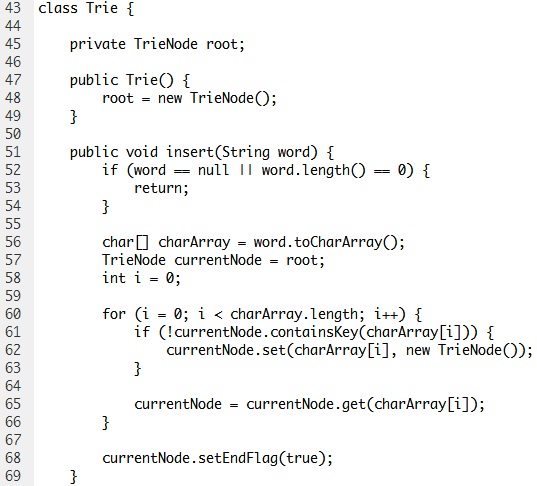 43 class Trie {
44
45     private TrieNode root;
46
47     public Trie() {
48         root = new TrieNode();
49     }
50
51     public void insert(String word) {
52         if (word == null || word.length() == 0) {
53             return;
54         }
55
56         char[] charArray = word.toCharArray();
57         TrieNode currentNode = root;
58         int i = 0;
59
60         for (i = 0; i < charArray.length; i++) {
61             if (!currentNode.containsKey(charArray[i])) {
62                 currentNode.set(charArray[i], new TrieNode());
63             }
64
65             currentNode = currentNode.get(charArray[i]);
66         }
67
68         currentNode.setEndFlag(true);
69     }